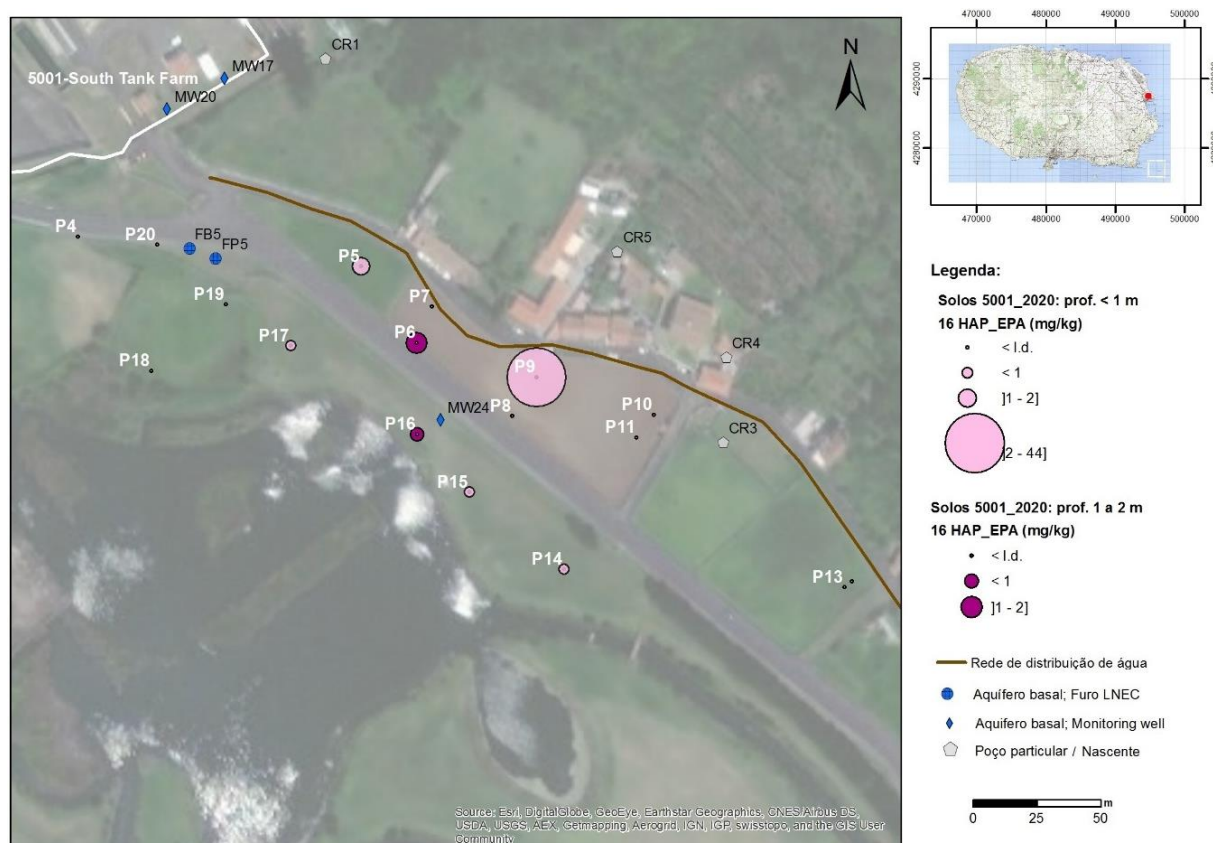 CR1
MW17
5001-South Tank Farm
MW20
N
P4
P20
FB5
FP5
P5
CR5
P19
P7
P17
P6
P18
P9
CR4
P8
P10
MW24
P16
P11
CR3
P15
P14
P13
Source: Esri, DigitalGlobe, GeoEye, Earthstar Geographics, CNES/Airbus DS,
USDA, USGS, AEX, Getmapping, Aerogrid, IGN, IGP, swisstopo, and the GIS User
Community
470000 480000 490000 500000
4290000
4280000
470000 480000 490000 500000
Legenda:
Solos 5001_2020: prof. < 1 m
16 HAP_EPA (mg/kg)
< l.d.
< 1
]1 - 2]
]2 - 44]
Solos 5001_2020: prof. 1 a 2 m
16 HAP_EPA (mg/kg)
< l.d.
< 1
]1 - 2]
Rede de distribuição de água
Aquífero basal; Furo LNEC
Aquifero basal; Monitoring well
Poço particular / Nascente
m
0 25 50